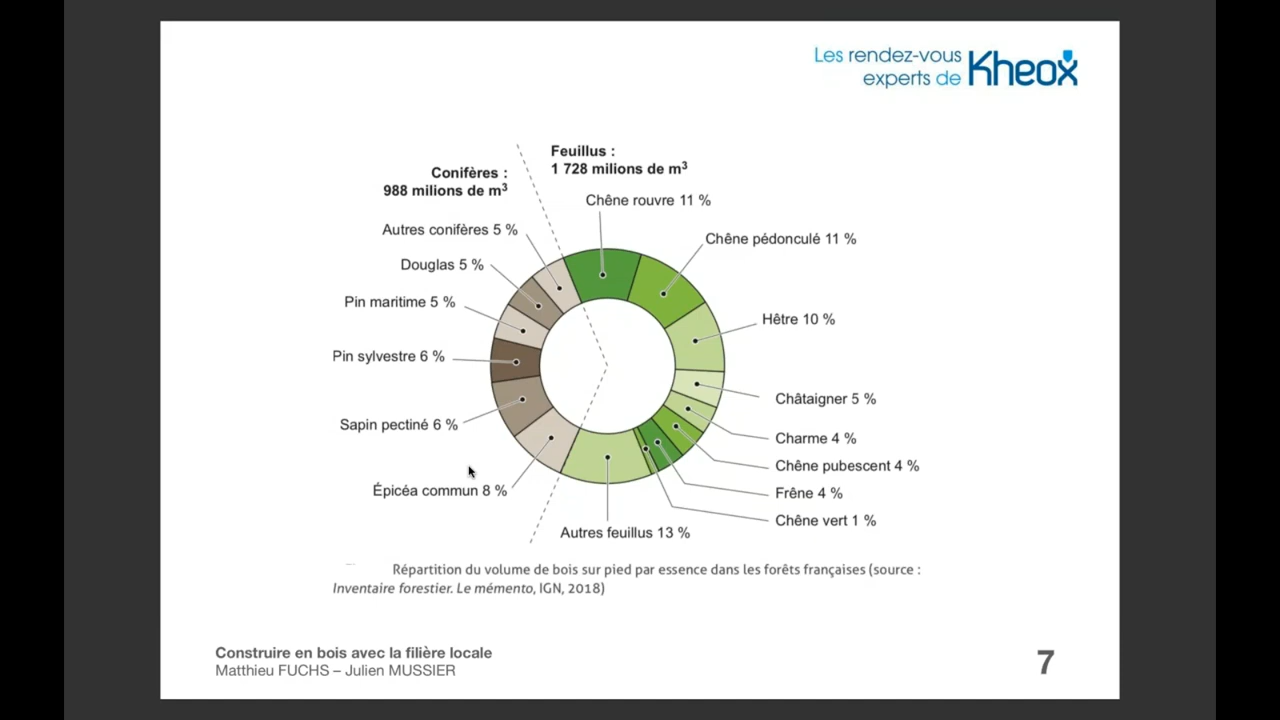 Les rendez-vous
experts de Kheox
Feuillus :
1 728 milions de m³
Conifères :
988 milions de m³
Chêne rouvre 11 %
Autres conifères 5 %
Chêne pédonculé 11 %
Douglas 5 %
Pin maritime 5 %
Hêtre 10 %
Pin sylvestre 6 %
Châtaigner 5 %
Sapin pectiné 6 %
Charme 4 %
Chêne pubescent 4 %
Épicéa commun 8 %
Frêne 4 %
Chêne vert 1 %
Autres feuillus 13 %
Répartition du volume de bois sur pied par essence dans les forêts françaises (source :
Inventaire forestier. Le mémento, IGN, 2018)
Construire en bois avec la filière locale
Matthieu FUCHS – Julien MUSSIER
7